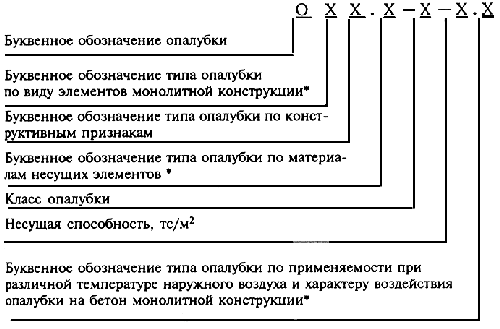 О Х Х . Х – Х – Х . Х
Буквенное обозначение опалубки
Буквенное обозначение типа опалубки
по виду элементов монолитной конструкции*
Буквенное обозначение типа опалубки по конст-
руктивным признакам
Буквенное обозначение типа опалубки по материа-
лам несущих элементов *
Класс опалубки
Несущая способность, тс/м²
Буквенное обозначение типа опалубки по применяемости при
различной температуре наружного воздуха и характеру воздействия
опалубки на бетон монолитной конструкции*